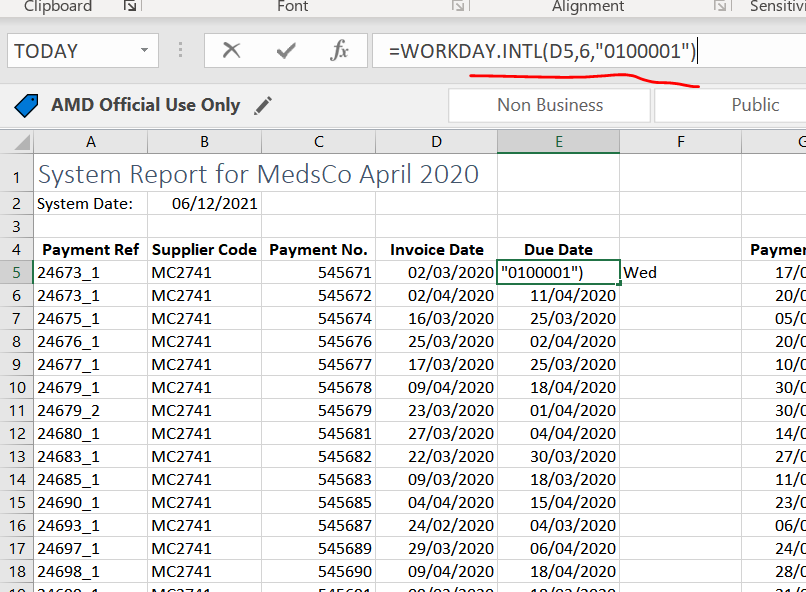 Clipboard Font Alignment Sensitivi
TODAY fx =WORKDAY.INTL(D5,6,"0100001")
AMD Official Use Only Non Business Public
A B C D E F G
1 System Report for MedsCo April 2020
2 System Date: 06/12/2021
3
4 Payment Ref Supplier Code Payment No. Invoice Date Due Date Paymen
5 24673_1 MC2741 545671 02/03/2020 "0100001") Wed 17/0
6 24673_1 MC2741 545672 02/04/2020 11/04/2020 20/0
7 24675_1 MC2741 545674 16/03/2020 25/03/2020 05/0
8 24676_1 MC2741 545676 25/03/2020 02/04/2020 20/0
9 24677_1 MC2741 545677 17/03/2020 25/03/2020 10/0
10 24679_1 MC2741 545678 09/04/2020 18/04/2020 30/0
11 24679_2 MC2741 545679 23/03/2020 01/04/2020 30/0
12 24680_1 MC2741 545681 27/03/2020 04/04/2020 14/0
13 24683_1 MC2741 545682 22/03/2020 30/03/2020 27/0
14 24685_1 MC2741 545683 09/03/2020 18/03/2020 11/0
15 24690_1 MC2741 545685 04/04/2020 15/04/2020 23/0
16 24693_1 MC2741 545687 24/02/2020 04/03/2020 06/0
17 24697_1 MC2741 545689 29/03/2020 06/04/2020 24/0
18 24698_1 MC2741 545690 09/04/2020 18/04/2020 28/0